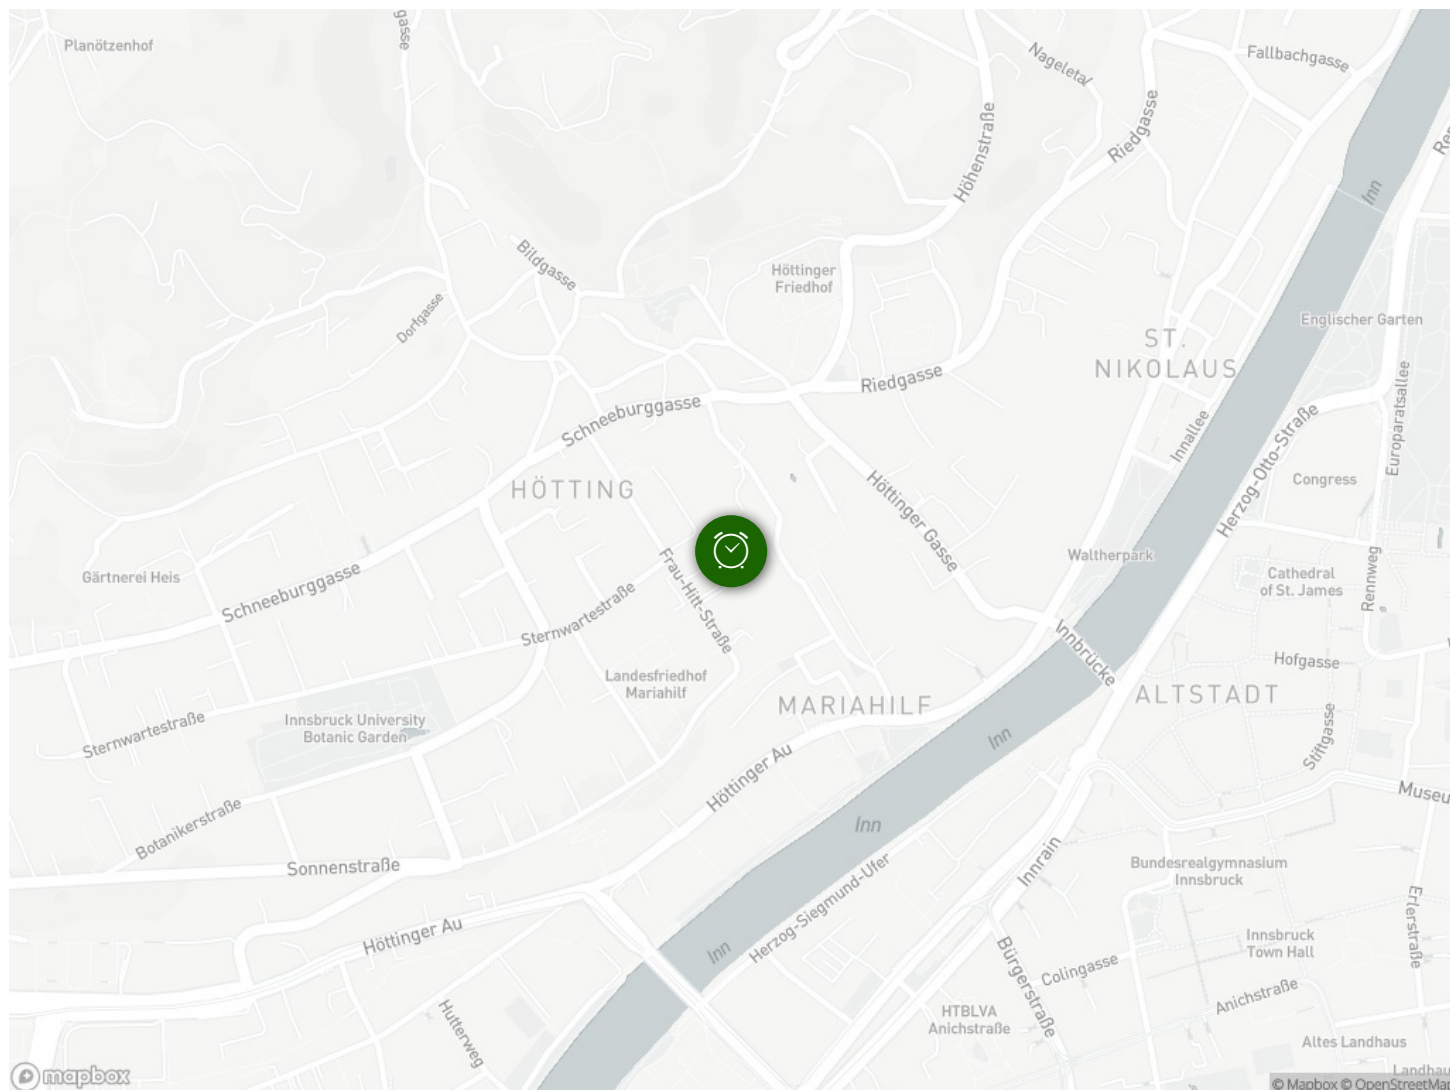 Planötzenhof
gasse
Nageletal
Fallbachgasse
Riedgasse
Höhenstraße
Inn
Bildgasse
Höttinger
Friedhof
Dorfgasse
Englischer Garten
ST.
NIKOLAUS
Riedgasse
Schneeburggasse
Innallee
Europaratsallee
Herzog-Otto-Straße
HÖTTING
Congress
Höttinger Gasse
Waltherpark
Gärtnerei Heis
Schneeburggasse
Frau-Hitt-Straße
Cathedral
of St. James
Rennweg
Sternwartestraße
Innbrücke
Hofgasse
Landesfriedhof
Mariahilf
MARIAHILF
ALTSTADT
Sternwartestraße
Innsbruck University
Botanic Garden
Inn
Stiftgasse
Höttinger Au
Museu
Botanikerstraße
Inn
Sonnenstraße
Innrain
Bundesrealgymnasium
Innsbruck
Herzog-Siegmund-Ufer
Erlerstraße
Höttinger Au
Inn
Bürgerstraße
Innsbruck
Town Hall
Colingasse
Anichstraße
Hutterweg
HTBLVA
Anichstraße
Altes Landhaus
Landhau
mapbox
© Mapbox © OpenStreetMap